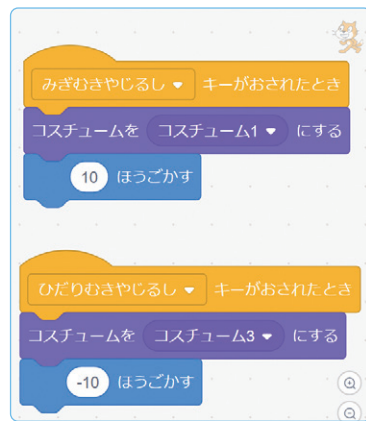 みぎむきやじるし キーがおされたとき
コスチュームを コスチューム1 にする
10 ほうごかす
ひだりむきやじるし キーがおされたとき
コスチュームを コスチューム3 にする
-10 ほうごかす